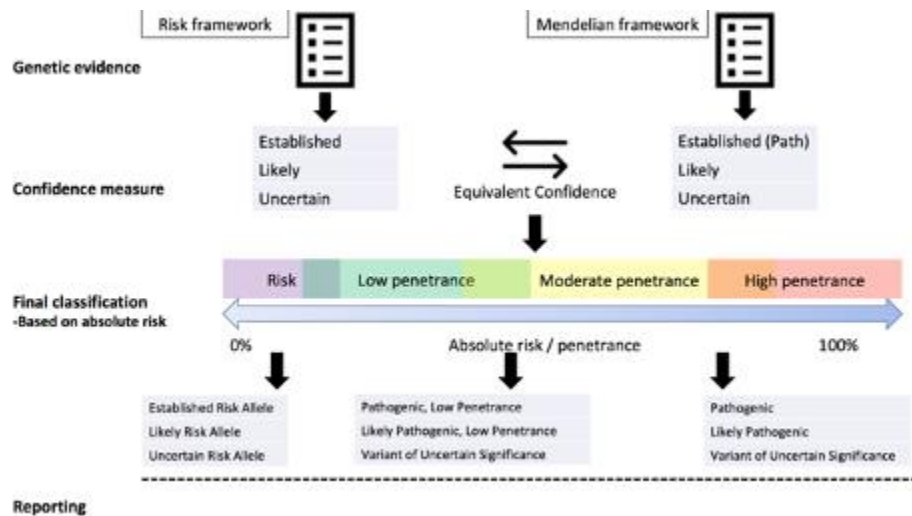 Risk framework
Mendelian framework
Genetic evidence
Established
Likely
Uncertain
Established (Path)
Likely
Uncertain
Confidence measure
Equivalent Confidence
Risk
Low penetrance
Moderate penetrance
High penetrance
Final classification
-Based on absolute risk
0%
Absolute risk / penetrance
100%
Established Risk Allele
Likely Risk Allele
Uncertain Risk Allele
Pathogenic, Low Penetrance
Likely Pathogenic, Low Penetrance
Variant of Uncertain Significance
Pathogenic
Likely Pathogenic
Variant of Uncertain Significance
Reporting